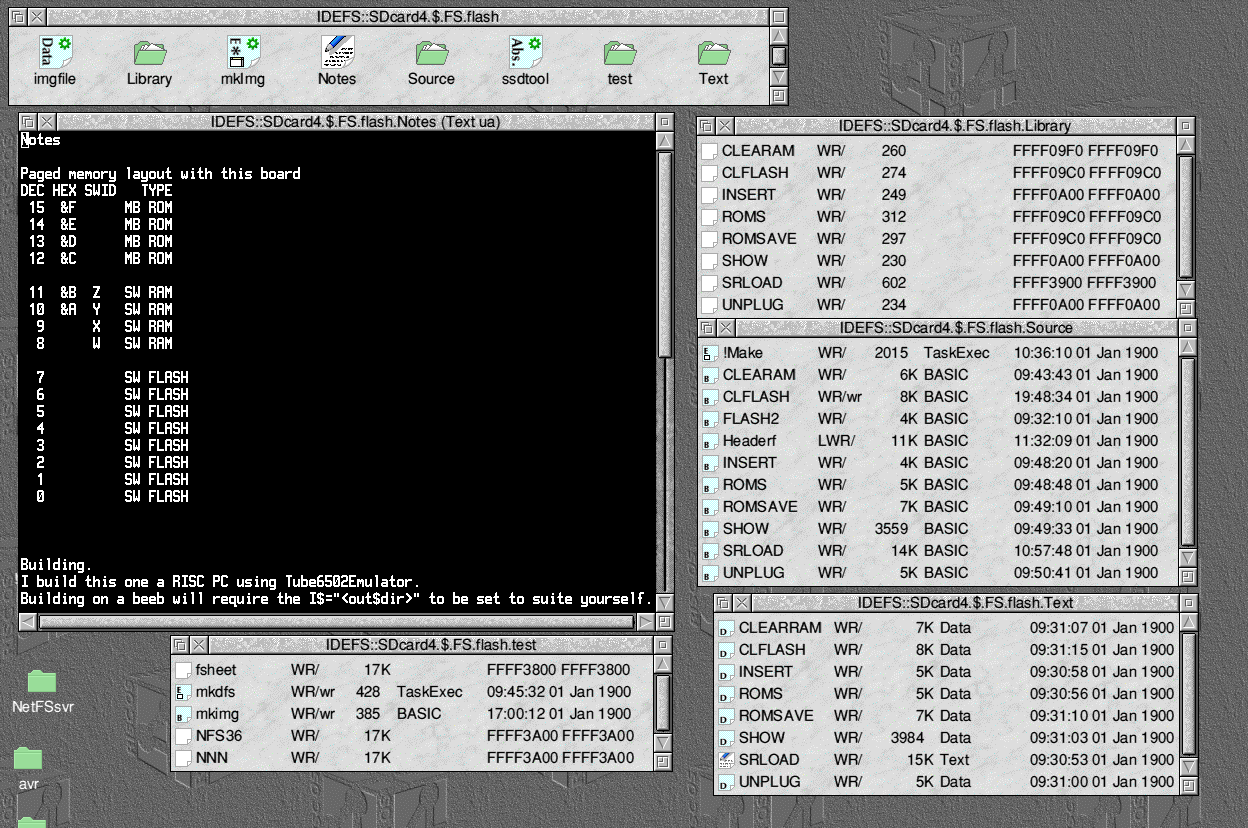 IDEFS::SDcard4.$.FS.flash
imgfile Library mkImg Notes Source ssdtool test Text
IDEFS::SDcard4.$.FS.flash.Notes (Text ua)
Notes
Paged memory layout with this board
DEC HEX SWID TYPE
15 &F MB ROM
14 &E MB ROM
13 &D MB ROM
12 &C MB ROM
11 &B Z SW RAM
10 &A Y SW RAM
9 X SW RAM
8 W SW RAM
7 SW FLASH
6 SW FLASH
5 SW FLASH
4 SW FLASH
3 SW FLASH
2 SW FLASH
1 SW FLASH
0 SW FLASH
Building.
I build this one a RISC PC using Tube6502Emulator.
Building on a beeb will require the I$="<out$dir>" to be set to suite yourself.
IDEFS::SDcard4.$.FS.flash.Library
CLEARAM WR/ 260 FFFF09F0 FFFF09F0
CLFLASH WR/ 274 FFFF09C0 FFFF09C0
INSERT WR/ 249 FFFF0A00 FFFF0A00
ROMS WR/ 312 FFFF09C0 FFFF09C0
ROMSAVE WR/ 297 FFFF09C0 FFFF09C0
SHOW WR/ 230 FFFF0A00 FFFF0A00
SRLOAD WR/ 602 FFFF3900 FFFF3900
UNPLUG WR/ 234 FFFF0A00 FFFF0A00
IDEFS::SDcard4.$.FS.flash.Source
!Make WR/ 2015 TaskExec 10:36:10 01 Jan 1900
CLEARAM WR/ 6K BASIC 09:43:43 01 Jan 1900
CLFLASH WR/wr 8K BASIC 19:48:34 01 Jan 1900
FLASH2 WR/ 4K BASIC 09:32:10 01 Jan 1900
Headerf LWR/ 11K BASIC 11:32:09 01 Jan 1900
INSERT WR/ 4K BASIC 09:48:20 01 Jan 1900
ROMS WR/ 5K BASIC 09:48:48 01 Jan 1900
ROMSAVE WR/ 7K BASIC 09:49:10 01 Jan 1900
SHOW WR/ 3559 BASIC 09:49:33 01 Jan 1900
SRLOAD WR/ 14K BASIC 10:57:48 01 Jan 1900
UNPLUG WR/ 5K BASIC 09:50:41 01 Jan 1900
IDEFS::SDcard4.$.FS.flash.test
fsheet WR/ 17K FFFF3800 FFFF3800
mkdfs WR/wr 428 TaskExec 09:45:32 01 Jan 1900
mkimg WR/wr 385 BASIC 17:00:12 01 Jan 1900
NFS36 WR/ 17K FFFF3A00 FFFF3A00
NNN WR/ 17K FFFF3A00 FFFF3A00
IDEFS::SDcard4.$.FS.flash.Text
CLEARRAM WR/ 7K Data 09:31:07 01 Jan 1900
CLFLASH WR/ 8K Data 09:31:15 01 Jan 1900
INSERT WR/ 5K Data 09:30:58 01 Jan 1900
ROMS WR/ 5K Data 09:30:56 01 Jan 1900
ROMSAVE WR/ 7K Data 09:31:10 01 Jan 1900
SHOW WR/ 3984 Data 09:31:03 01 Jan 1900
SRLOAD WR/ 15K Text 09:30:53 01 Jan 1900
UNPLUG WR/ 5K Data 09:31:00 01 Jan 1900
NetFSsvr
avr